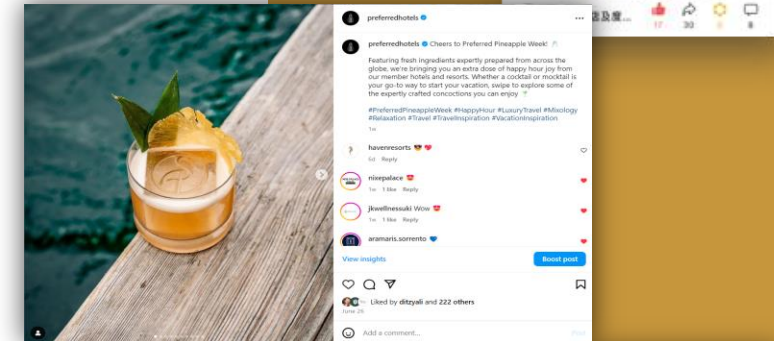 preferredhotels
preferredhotels Cheers to Preferred Pineapple Week!
Featuring fresh ingredients expertly prepared from across the
globe, we're bringing you an extra dose of happy hour joy from
our member hotels and resorts. Whether a cocktail or mocktail is
your go-to way to start your vacation, swipe to explore some of
the expertly crafted concoctions you can enjoy
#PreferredPineappleWeek #HappyHour #LuxuryTravel #Mixology
#Relaxation #Travel #TravelInspiration #VacationInspiration
1w
havenresorts
6d Reply
nixepalace
1w 1 like Reply
jkwellnessuki Wow
1w 1 like Reply
aramaris.sorrento
View insights
Boost post
Liked by ditzyali and 222 others
June 26
Add a comment...
Post
店及度...
17
30
6
8